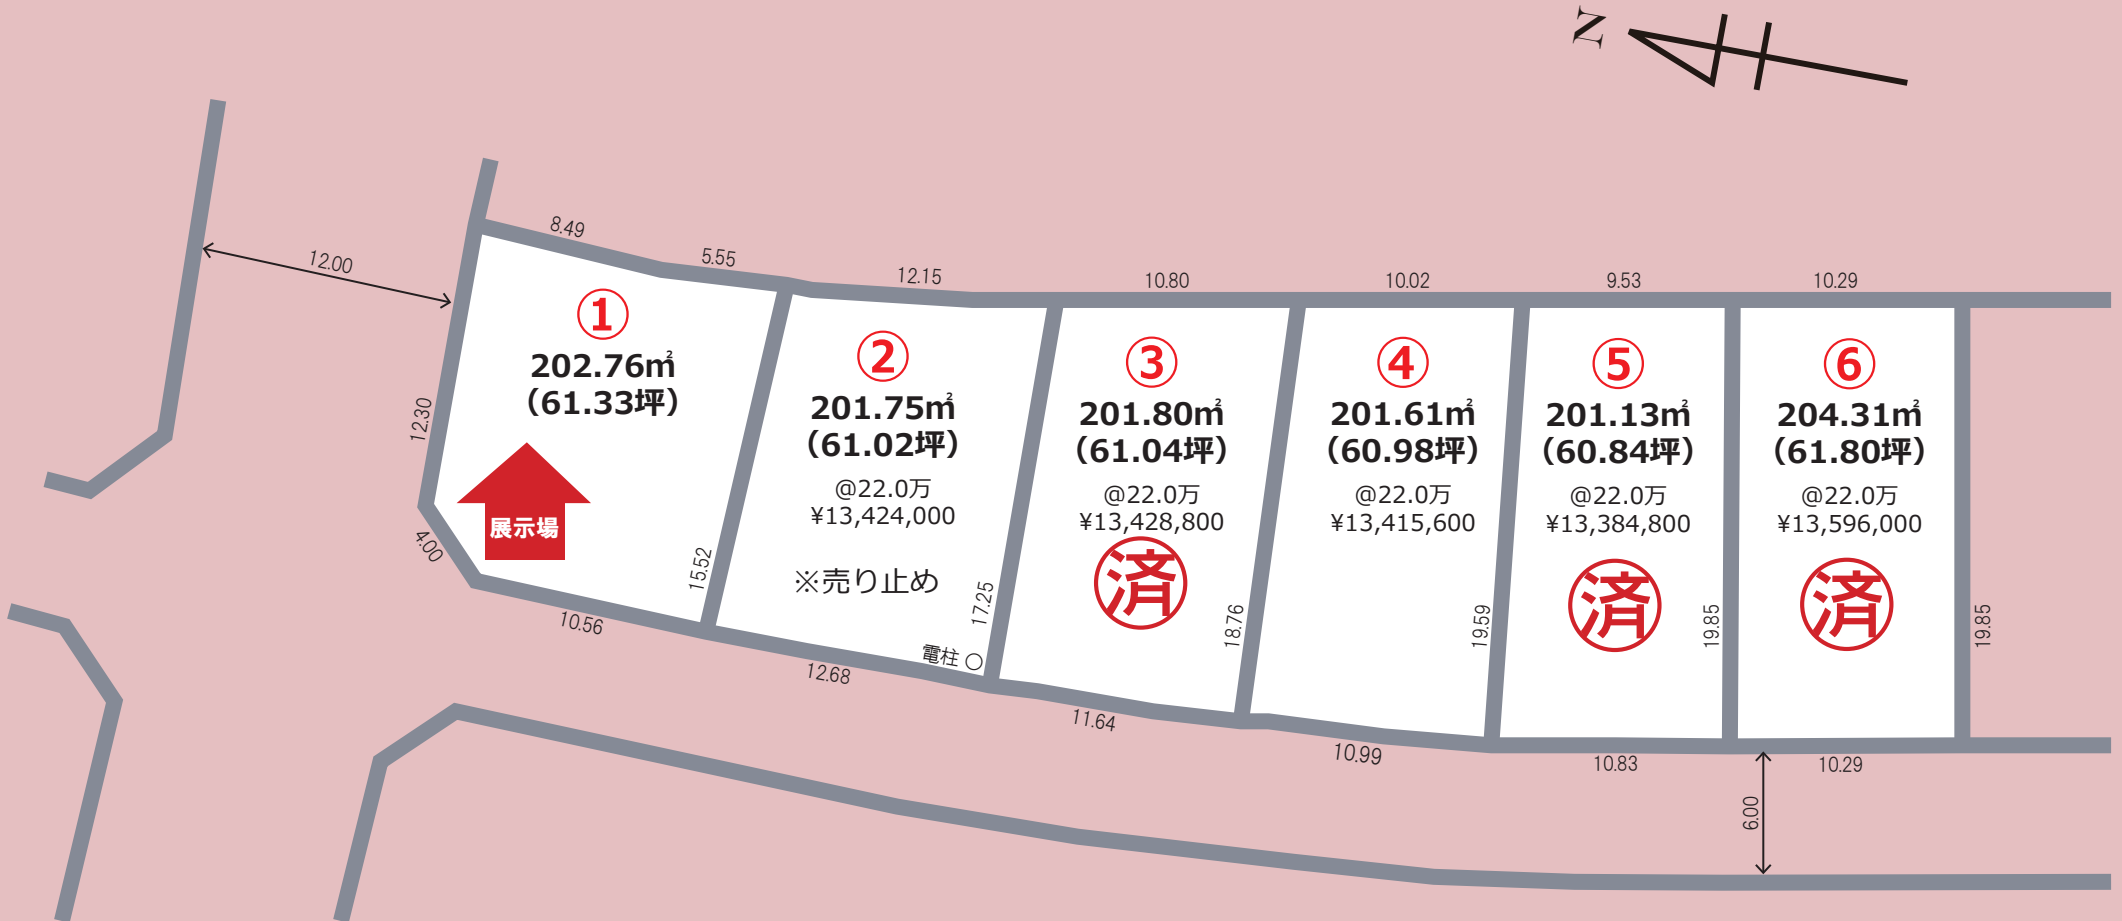 N
12.00
8.49
5.55
12.15
10.80
10.02
9.53
10.29
①
202.76㎡
（61.33坪）
展示場
12.30
4.00
10.56
15.52
②
201.75㎡
（61.02坪）
@22.0万
¥13,424,000
※売り止め
電柱
12.68
17.25
③
201.80㎡
（61.04坪）
@22.0万
¥13,428,800
済
11.64
18.76
④
201.61㎡
（60.98坪）
@22.0万
¥13,415,600
10.99
19.59
⑤
201.13㎡
（60.84坪）
@22.0万
¥13,384,800
済
10.83
19.85
⑥
204.31㎡
（61.80坪）
@22.0万
¥13,596,000
済
10.29
19.85
6.00